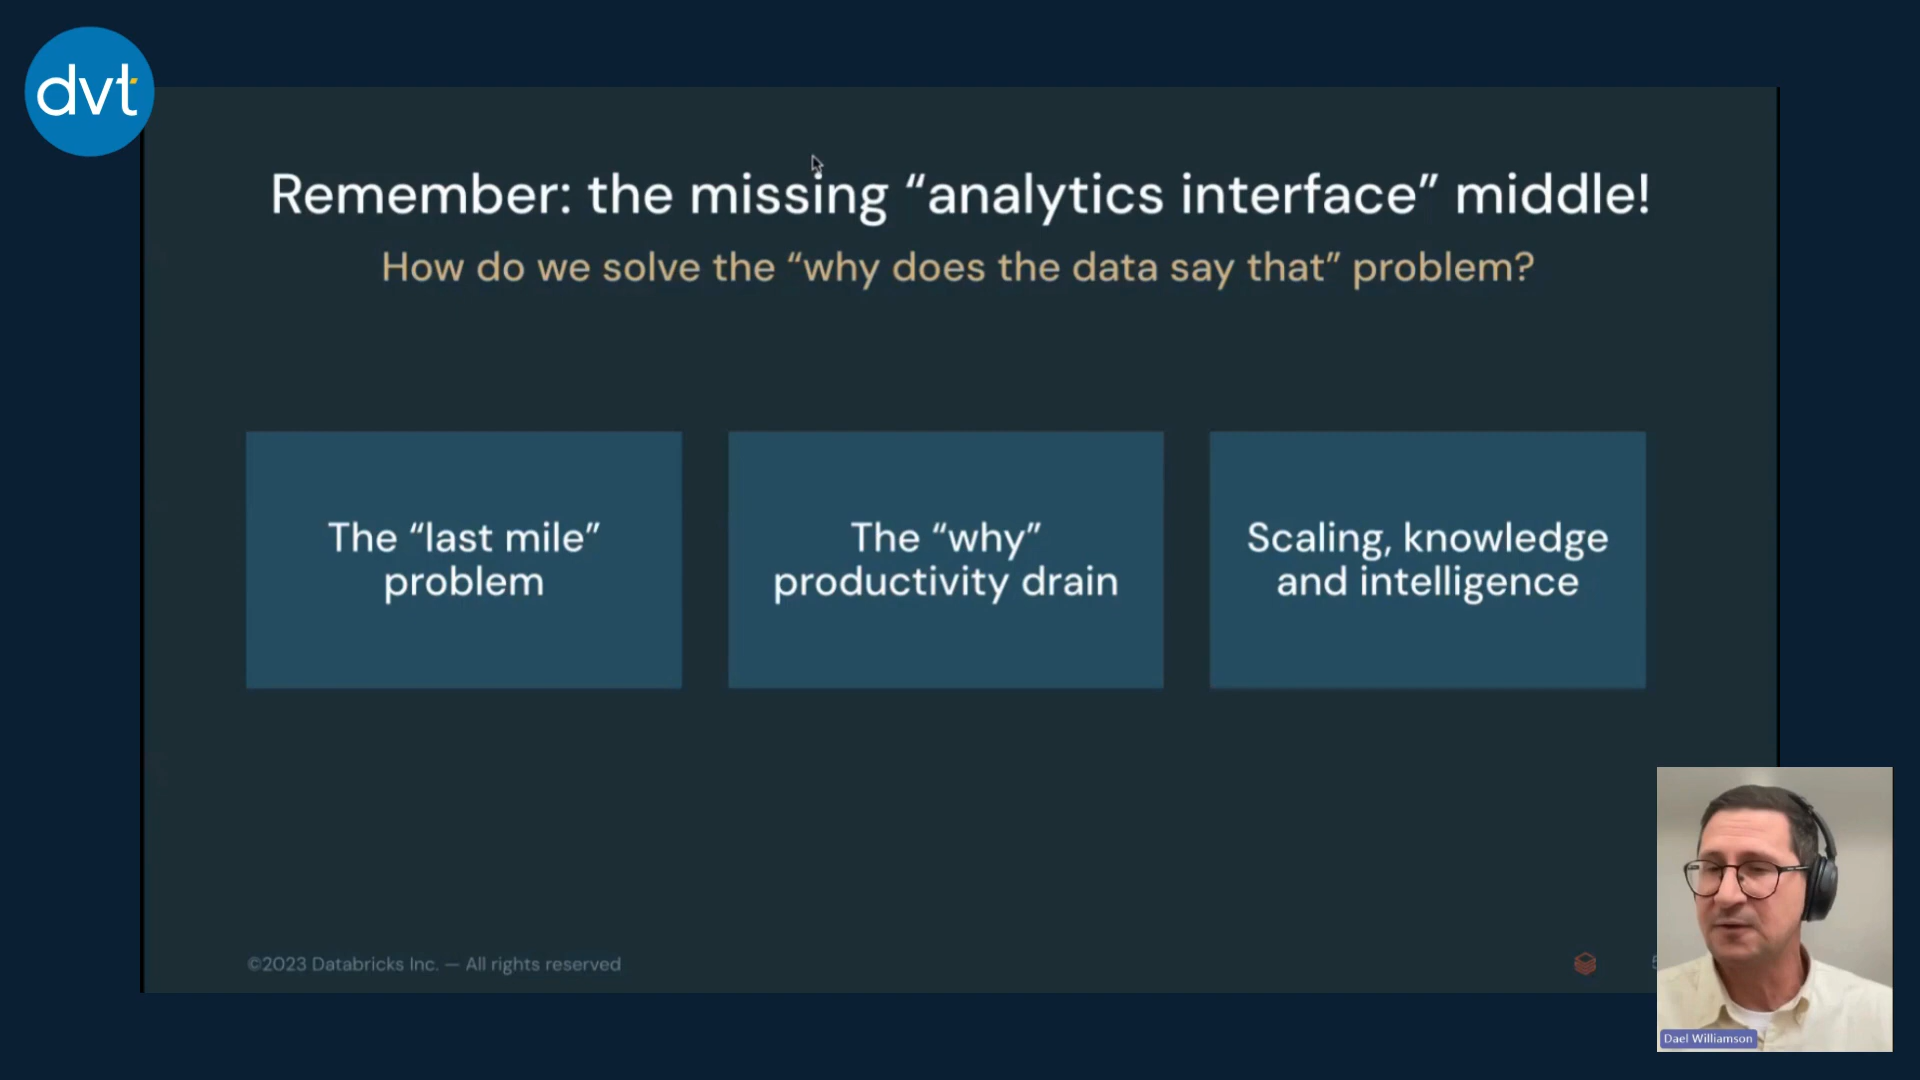 dvt
Remember: the missing “analytics interface” middle!
How do we solve the “why does the data say that” problem?
The “last mile”
problem
The “why”
productivity drain
Scaling, knowledge
and intelligence
©2023 Databricks Inc. — All rights reserved
Dael Williamson